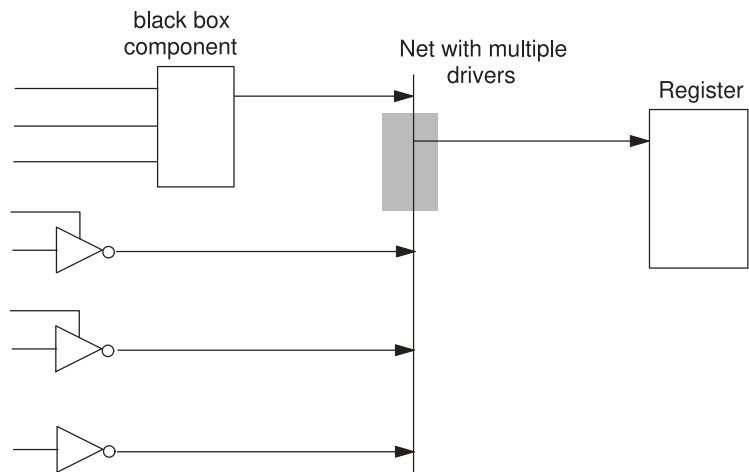 black box
component
Net with multiple
drivers
Register